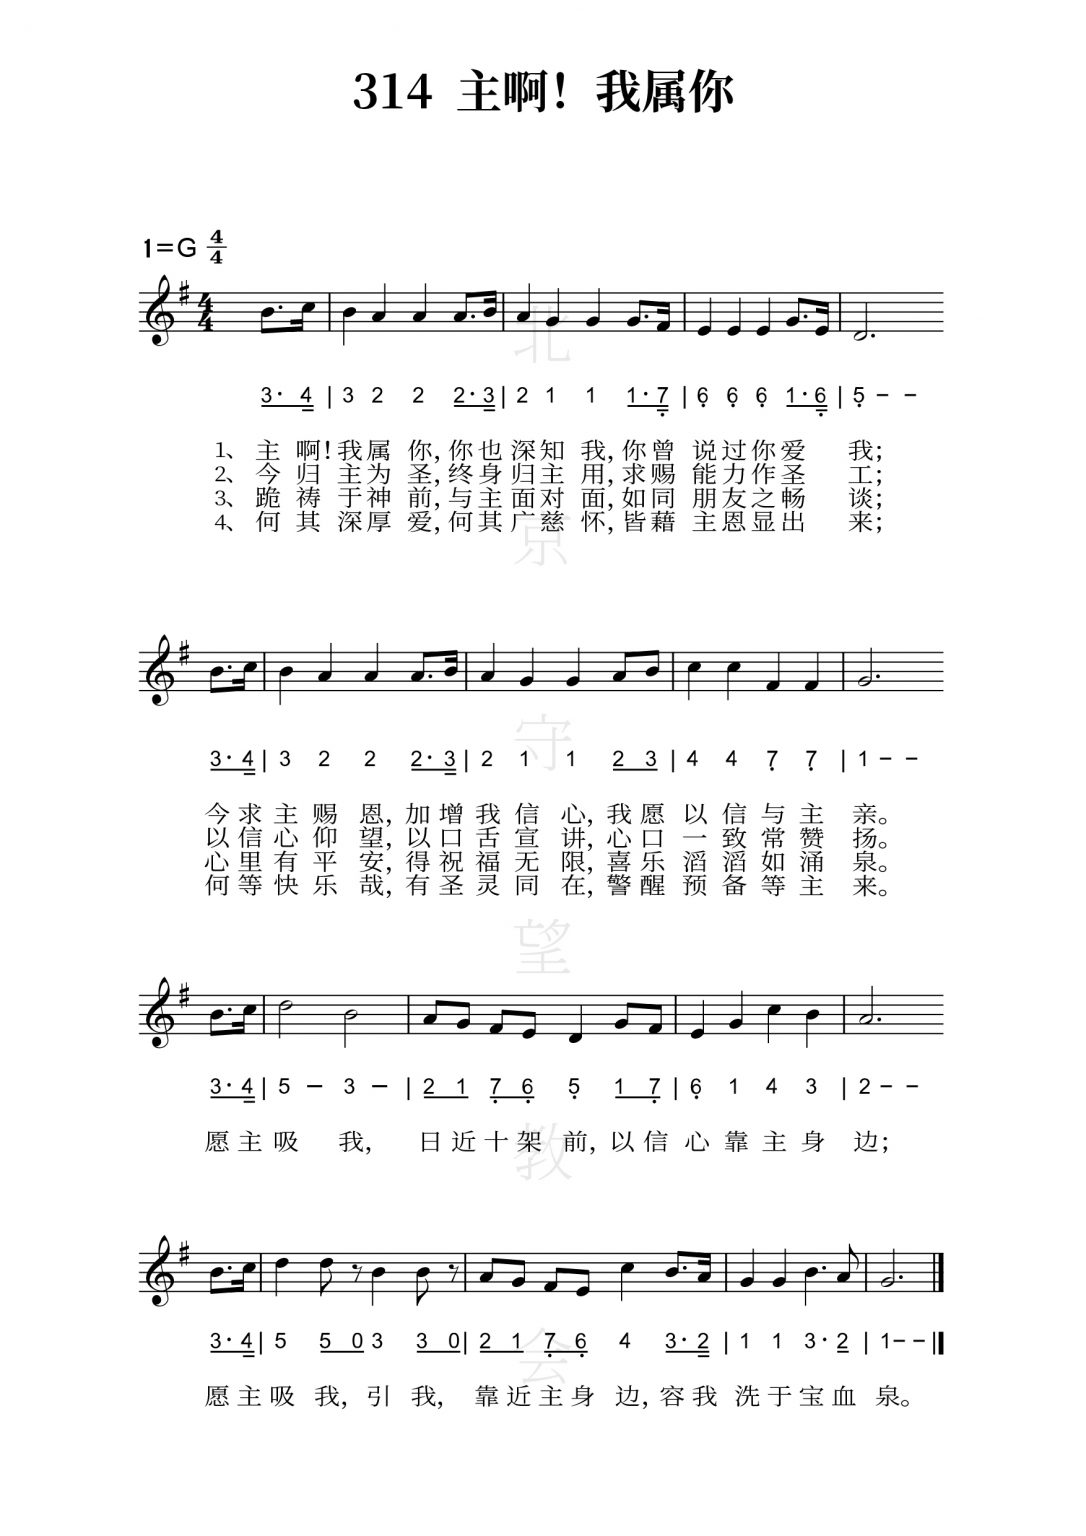 314 主啊！我属你
1=G 4/4
3· 4 | 3 2 2 2·3 | 2 1 1 1·7 | 6 6 6 1·6 | 5 – –
1、主啊！我属你，你也深知我，你曾说过你爱我；
2、今归主为圣，终身归主用，求赐能力作圣工；
3、跪祷于神前，与主面对面，如同朋友之畅谈；
4、何其深厚爱，何其广慈怀，皆藉主恩显出来；
3·4 | 3 2 2 2·3 | 2 1 1 2 3 | 4 4 7 7 | 1 – –
今求主赐恩，加增我信心，我愿以信与主亲。
以信心仰望，以口舌宣讲，心口一致常赞扬。
心里有平安，得祝福无限，喜乐滔滔如涌泉。
何等快乐哉，有圣灵同在，警醒预备等主来。
3·4 | 5 – 3 – | 2 1 7 6 5 1 7 | 6 1 4 3 | 2 – –
愿主吸我，日近十架前，以信心靠主身边；
3·4 | 5 5 0 3 3 0 | 2 1 7 6 4 3·2 | 1 1 3·2 | 1 – – ‖
愿主吸我，引我，靠近主身边，容我洗于宝血泉。
北京守望教会